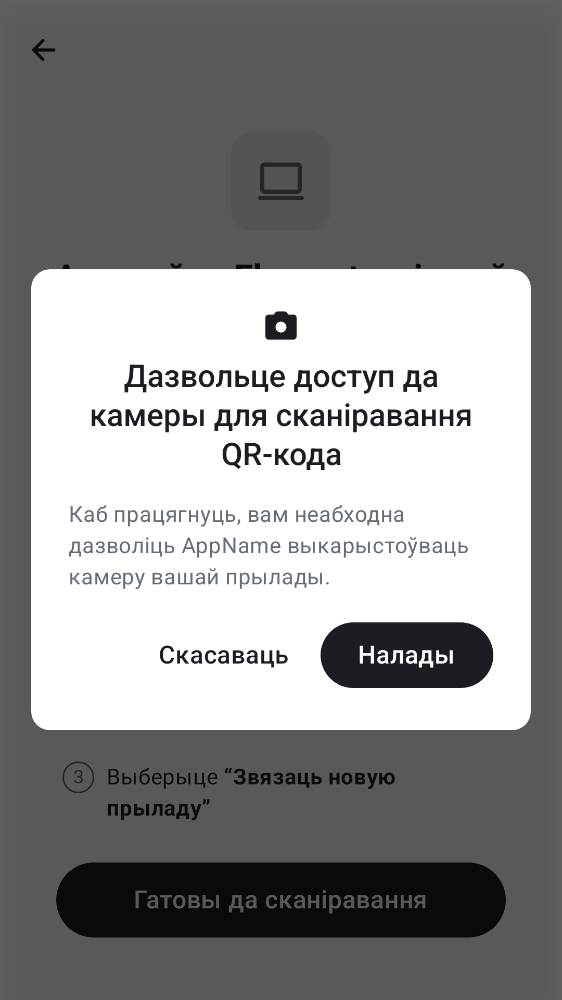 Дазвольце доступ да
камеры для сканіравання
QR-кода
Каб працягнуць, вам неабходна
дазволіць AppName выкарыстоўваць
камеру вашай прылады.
Скасаваць
Налады
3
Выберыце “Звязаць новую
прыладу”
Гатовы да сканіравання